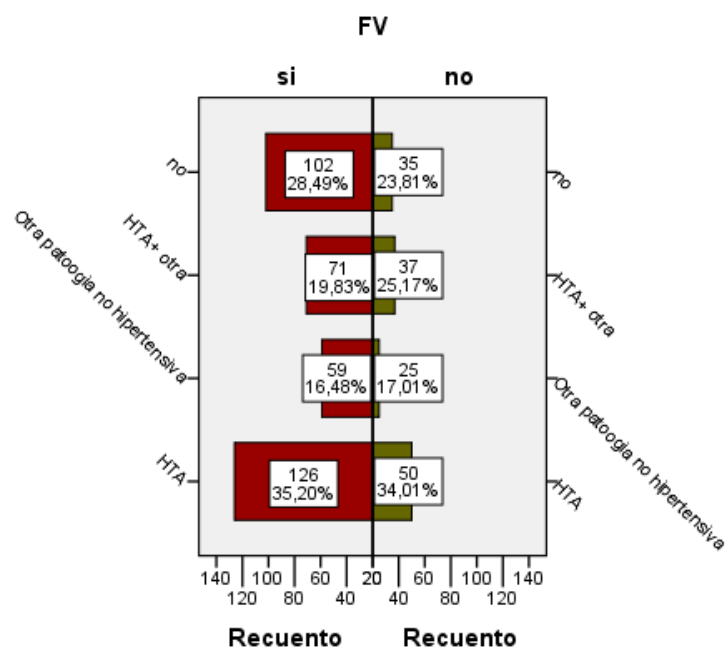 FV
si
no
no
102
28,49%
35
23,81%
no
HTA+ otra
71
19,83%
37
25,17%
HTA+ otra
Otra patoogia no hipertensiva
59
16,48%
25
17,01%
Otra patoogia no hipertensiva
HTA
126
35,20%
50
34,01%
HTA
140 100 60 20 60 100 140
120 80 40 40 80 120
Recuento
Recuento